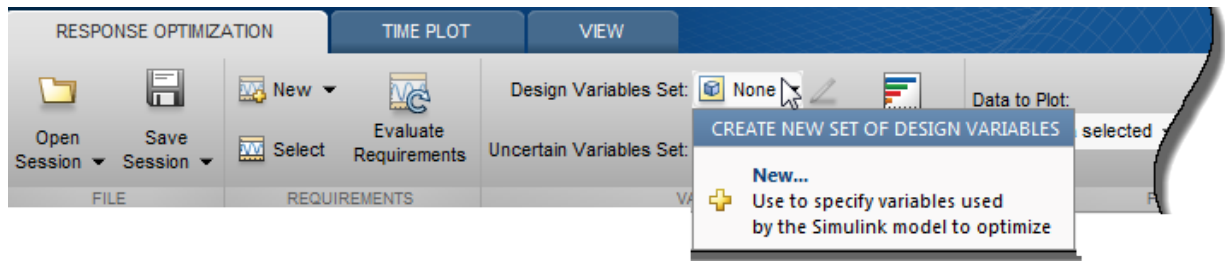 RESPONSE OPTIMIZATION TIME PLOT VIEW
New
Design Variables Set: None
Data to Plot:
Open Session
Save Session
Select
Evaluate Requirements
Uncertain Variables Set:
selected
FILE REQUIREMENTS
CREATE NEW SET OF DESIGN VARIABLES
New...
Use to specify variables used
by the Simulink model to optimize